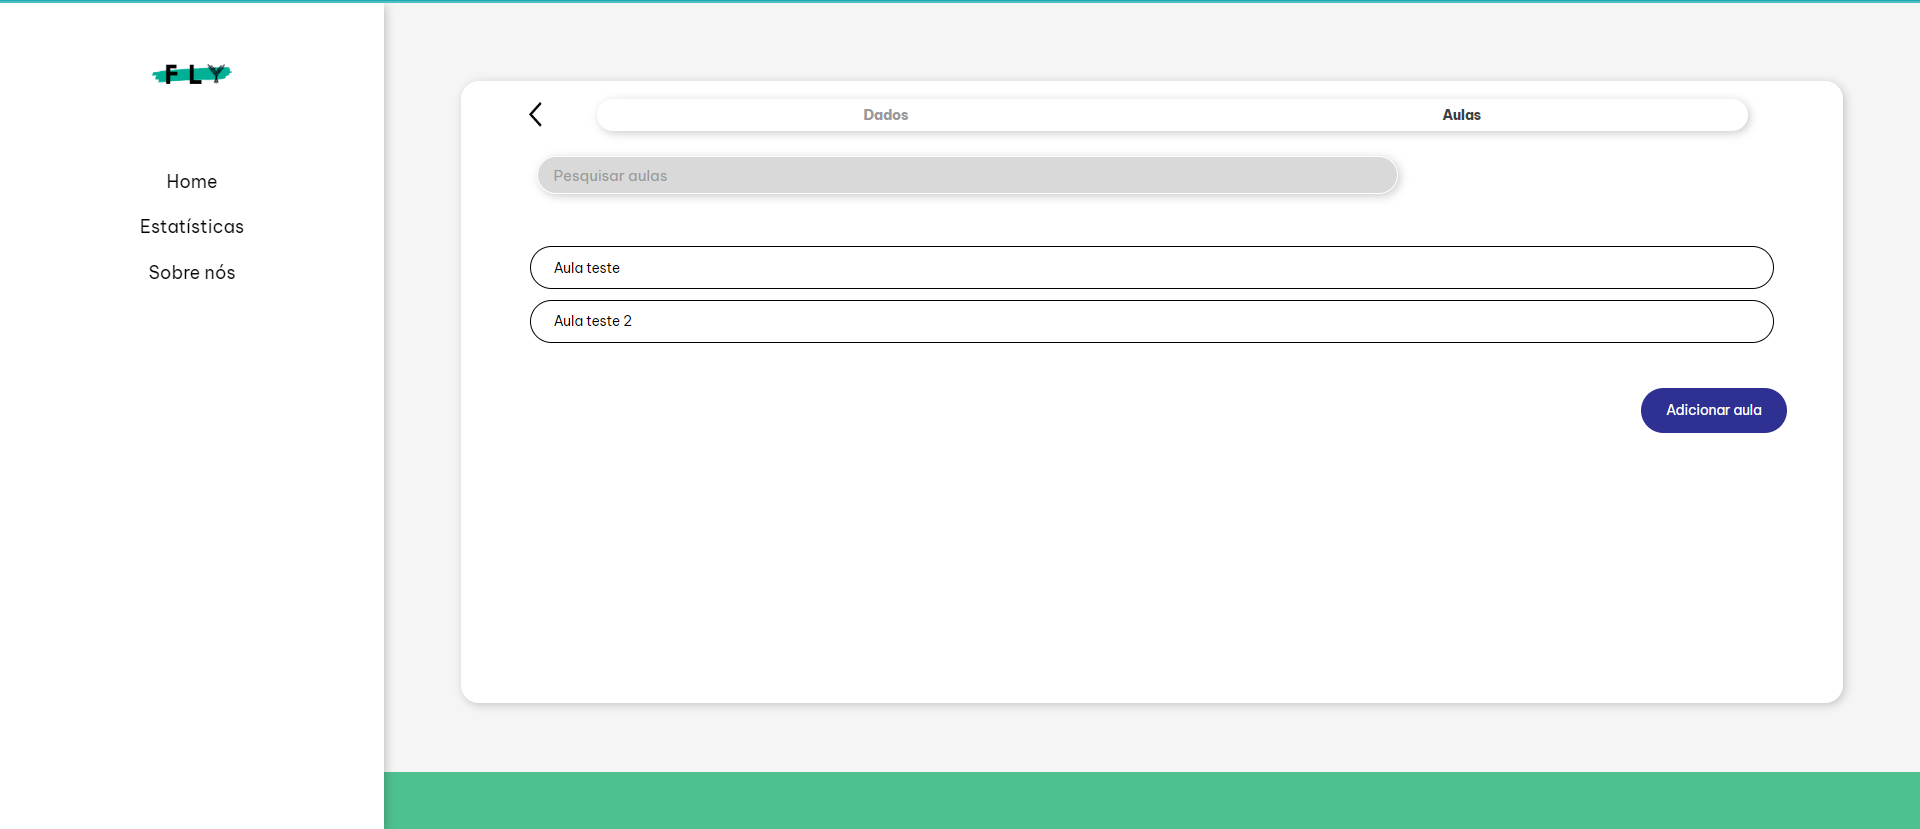 FLY
Home
Estatísticas
Sobre nós
Dados
Aulas
Pesquisar aulas
Aula teste
Aula teste 2
Adicionar aula